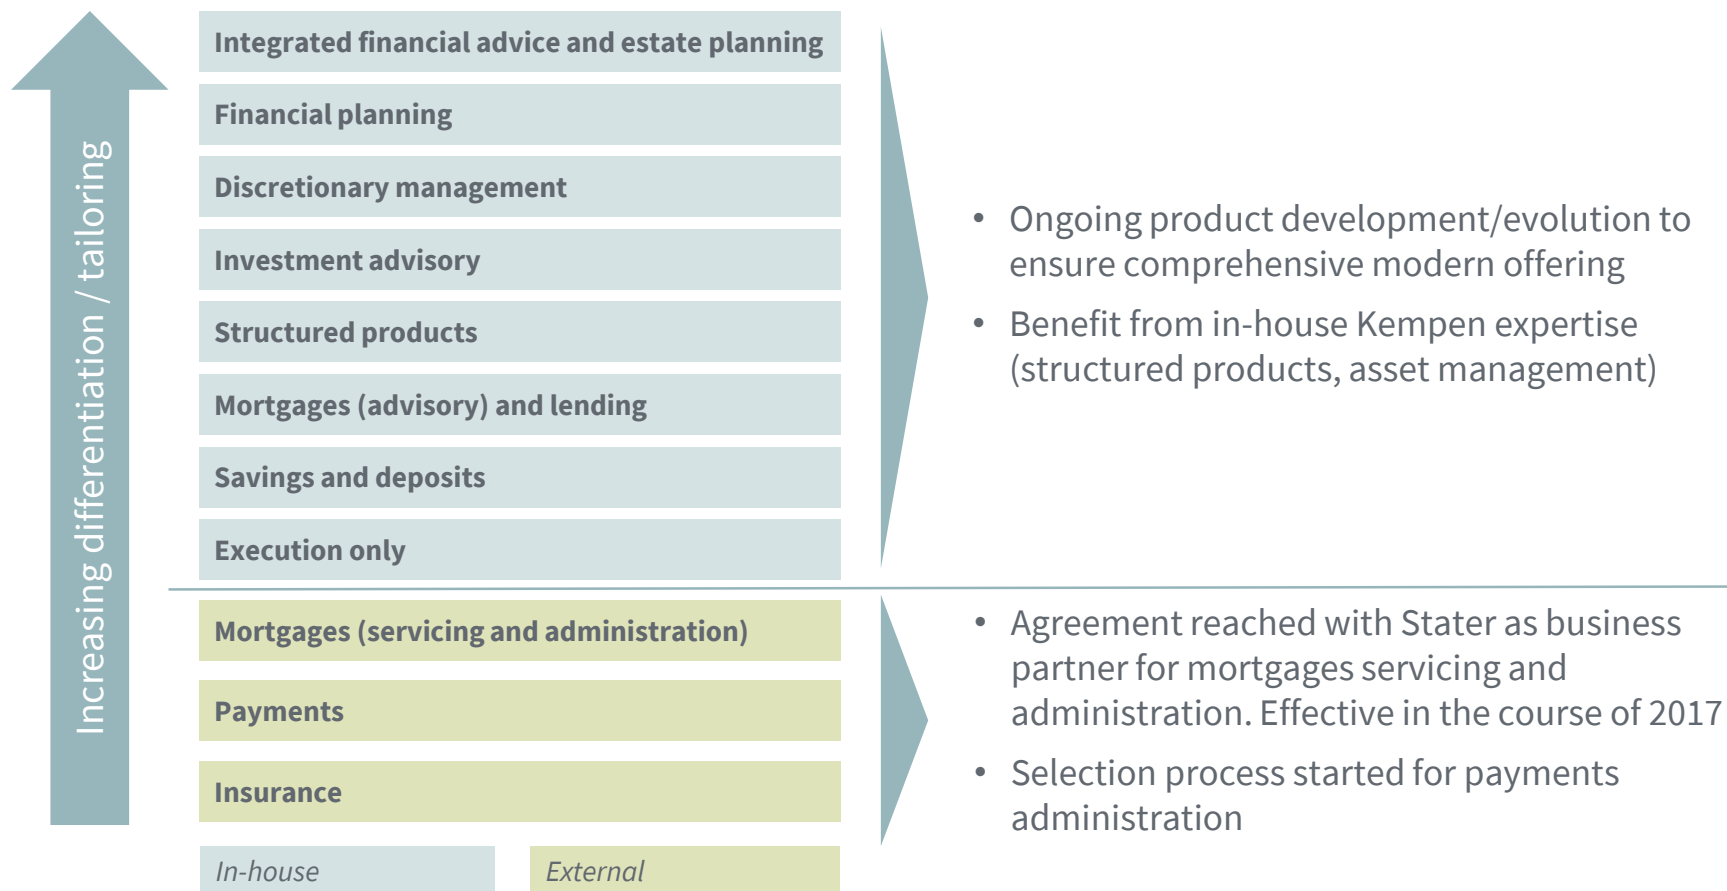 Increasing differentiation / tailoring
Integrated financial advice and estate planning
Financial planning
Discretionary management
Investment advisory
Structured products
Mortgages (advisory) and lending
Savings and deposits
Execution only
• Ongoing product development/evolution to
ensure comprehensive modern offering
• Benefit from in-house Kempen expertise
(structured products, asset management)
Mortgages (servicing and administration)
Payments
Insurance
• Agreement reached with Stater as business
partner for mortgages servicing and
administration. Effective in the course of 2017
• Selection process started for payments
administration
In-house
External